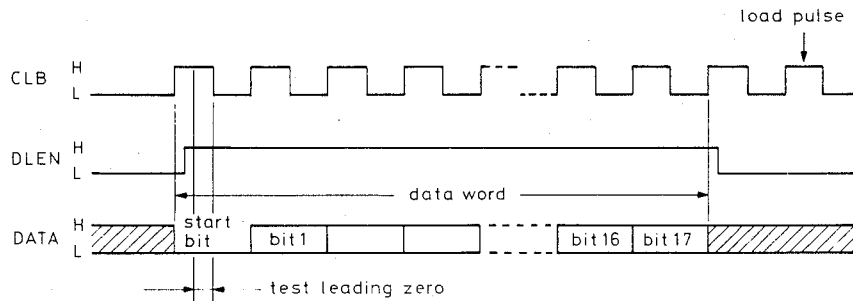 load pulse
CLB
H
L
DLEN
H
L
data word
DATA
H
L
start
bit
bit 1
bit 16
bit 17
test leading zero